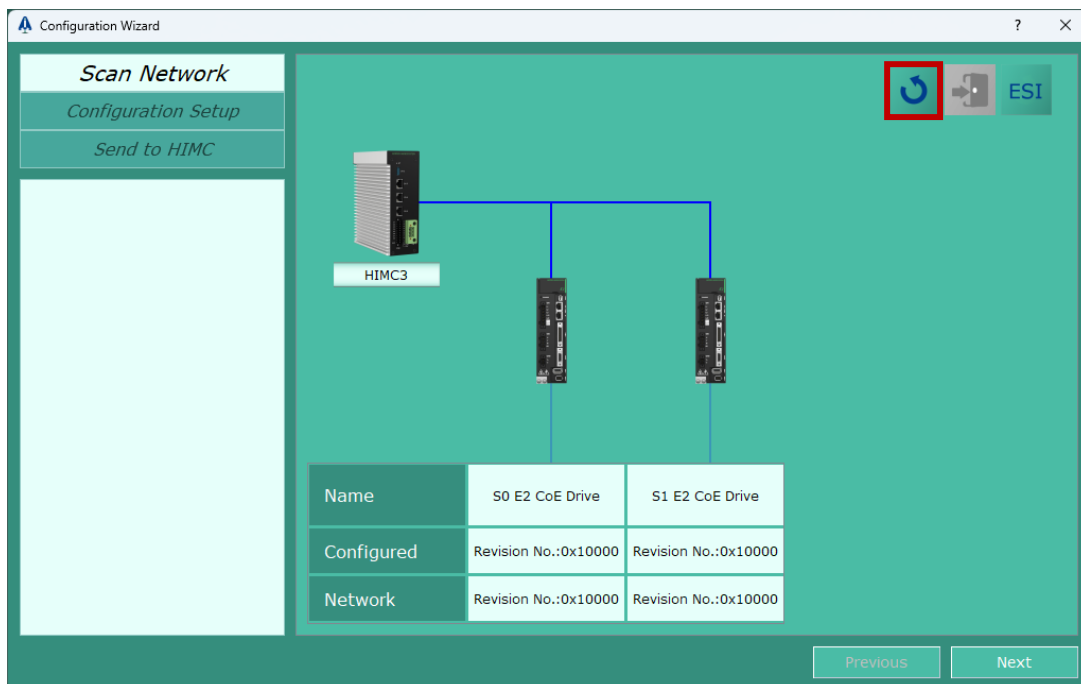 Configuration Wizard
?
Scan Network
Configuration Setup
Send to HIMC
ESI
HIMC3
Name S0 E2 CoE Drive S1 E2 CoE Drive
Configured Revision No.:0x10000 Revision No.:0x10000
Network Revision No.:0x10000 Revision No.:0x10000
Previous Next